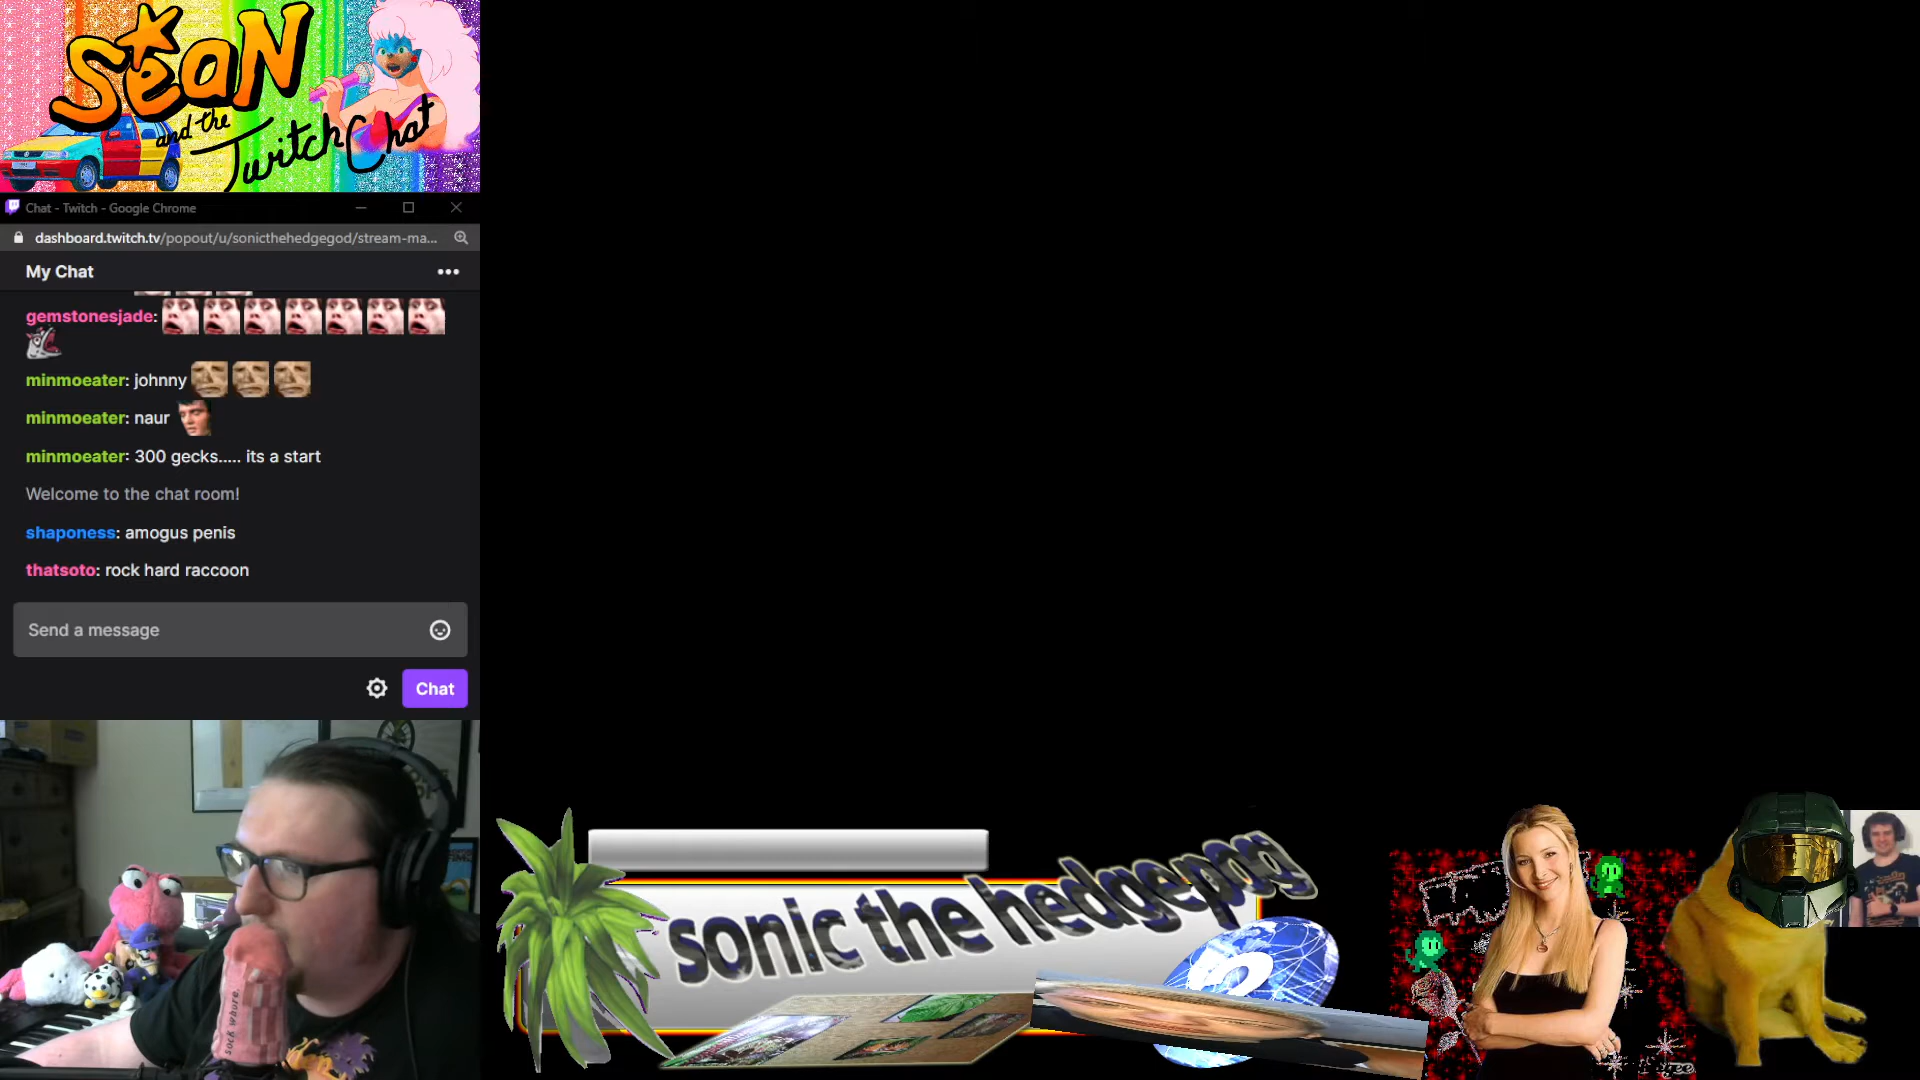 Sean
and the
Twitch Chat
Chat - Twitch - Google Chrome
dashboard.twitch.tv/popout/u/sonicthehedgegod/stream-ma...
My Chat
gemstonesjade:
minmoeater: johnny
minmoeater: naur
minmoeater: 300 gecks..... its a start
Welcome to the chat room!
shaponess: amogus penis
thatsoto: rock hard raccoon
Send a message
Chat
sock whore.
sonic the hedgepog